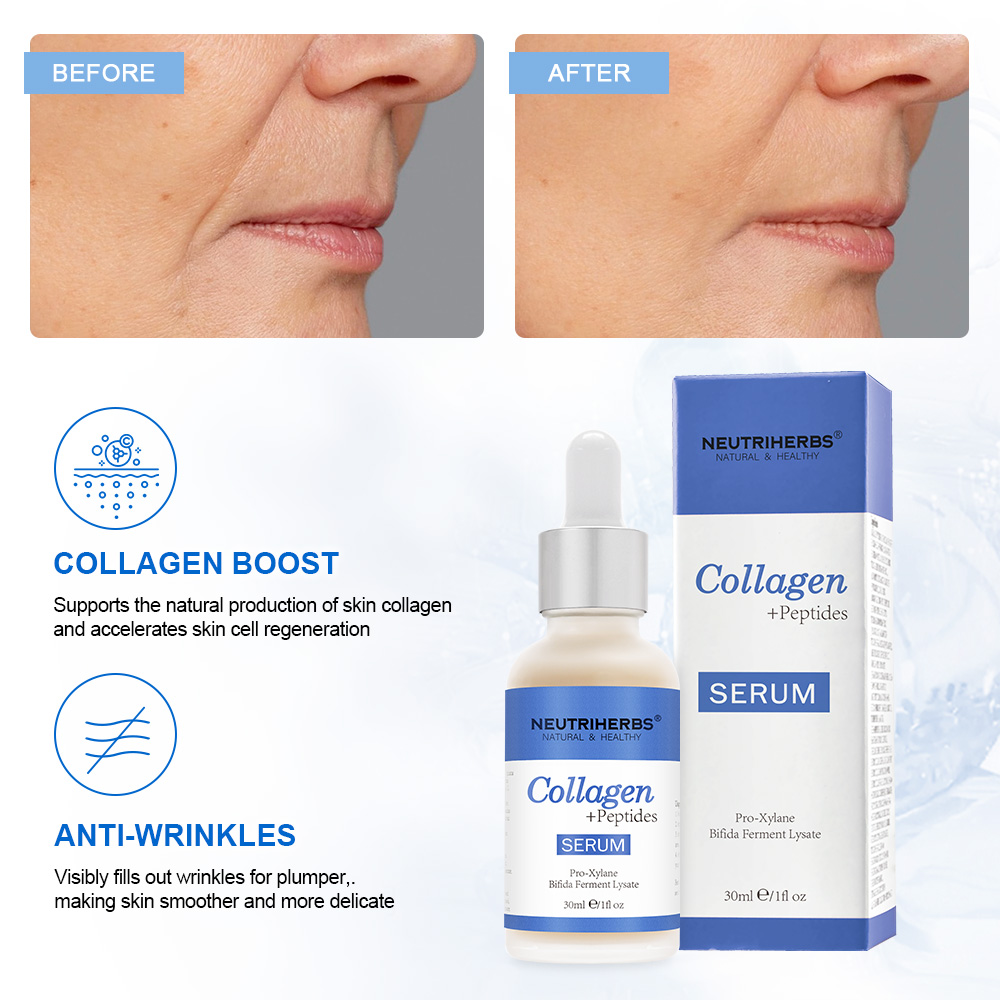 BEFORE
AFTER
COLLAGEN BOOST
Supports the natural production of skin collagen
and accelerates skin cell regeneration
ANTI-WRINKLES
Visibly fills out wrinkles for plumper,.
making skin smoother and more delicate
NEUTRIHERBS®
NATURAL & HEALTHY
Collagen
+Peptides
SERUM
Pro-Xylane
Bifida Ferment Lysate
30ml ℮/1fl oz
NEUTRIHERBS®
NATURAL & HEALTHY
Collagen
+Peptides
SERUM
Pro-Xylane
Bifida Ferment Lysate
30ml ℮/1fl oz